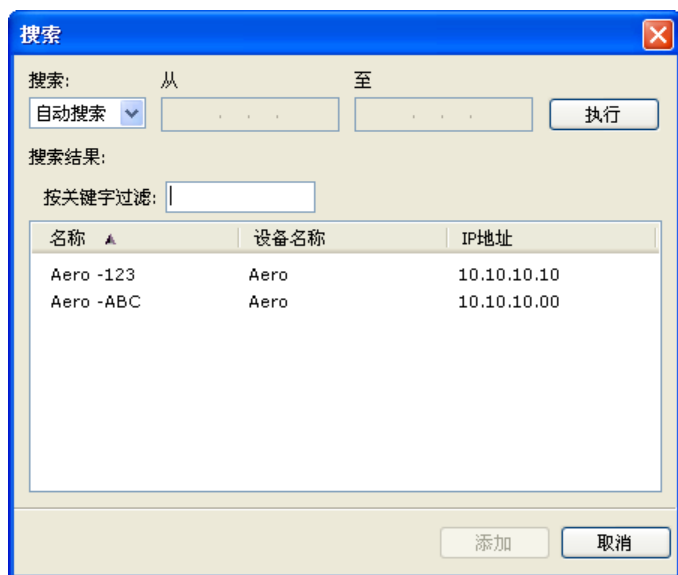 搜索
搜索: 从 至
自动搜索 . . . . . . 执行
搜索结果:
按关键字过滤:
名称 设备名称 IP地址
Aero -123 Aero 10.10.10.10
Aero -ABC Aero 10.10.10.00
添加 取消